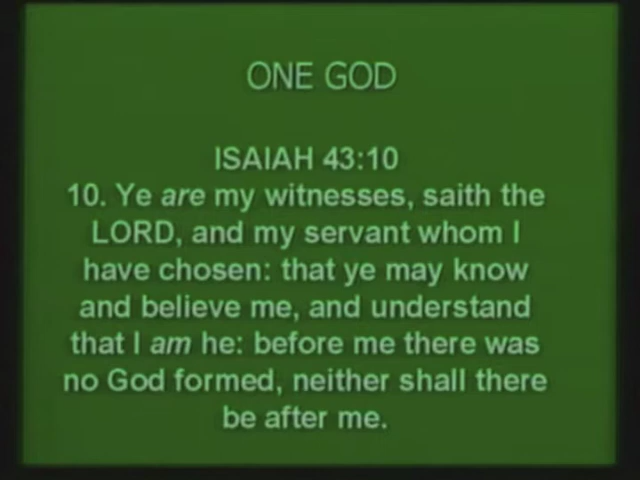 ONE GOD
ISAIAH 43:10
10. Ye are my witnesses, saith the
LORD, and my servant whom I
have chosen: that ye may know
and believe me, and understand
that I am he: before me there was
no God formed, neither shall there
be after me.